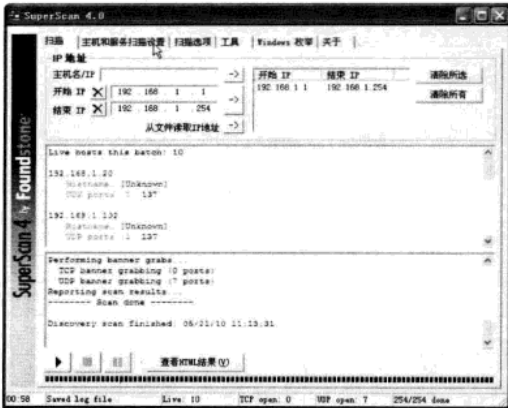 SuperScan 4.0
扫描 主机和服务扫描设置 扫描选项 工具 Windows 枚举 关于
IP 地址
主机名/IP -> 开始 IP 结束 IP 清除所选
开始 IP X 192 . 168 . 1 . 1 -> 192.168.1.1 192.168.1.254 清除所有
结束 IP X 192 . 168 . 1 . 254
从文件读取IP地址 ->
Live hosts this batch: 10
192.168.1.20
Hostname: [Unknown]
UDP ports 137
192.168.1.132
Hostname: [Unknown]
UDP ports 137
Performing banner grabs...
TCP banner grabbing (0 ports)
UDP banner grabbing (7 ports)
Reporting scan results...
-------- Scan done --------
Discovery scan finished: 05/21/10 11:13:31
查看HTML结果(V)
00:58 Saved log file Live: 10 TCP open: 0 UDP open: 7 254/254 done
SuperScan 4 by Foundstone